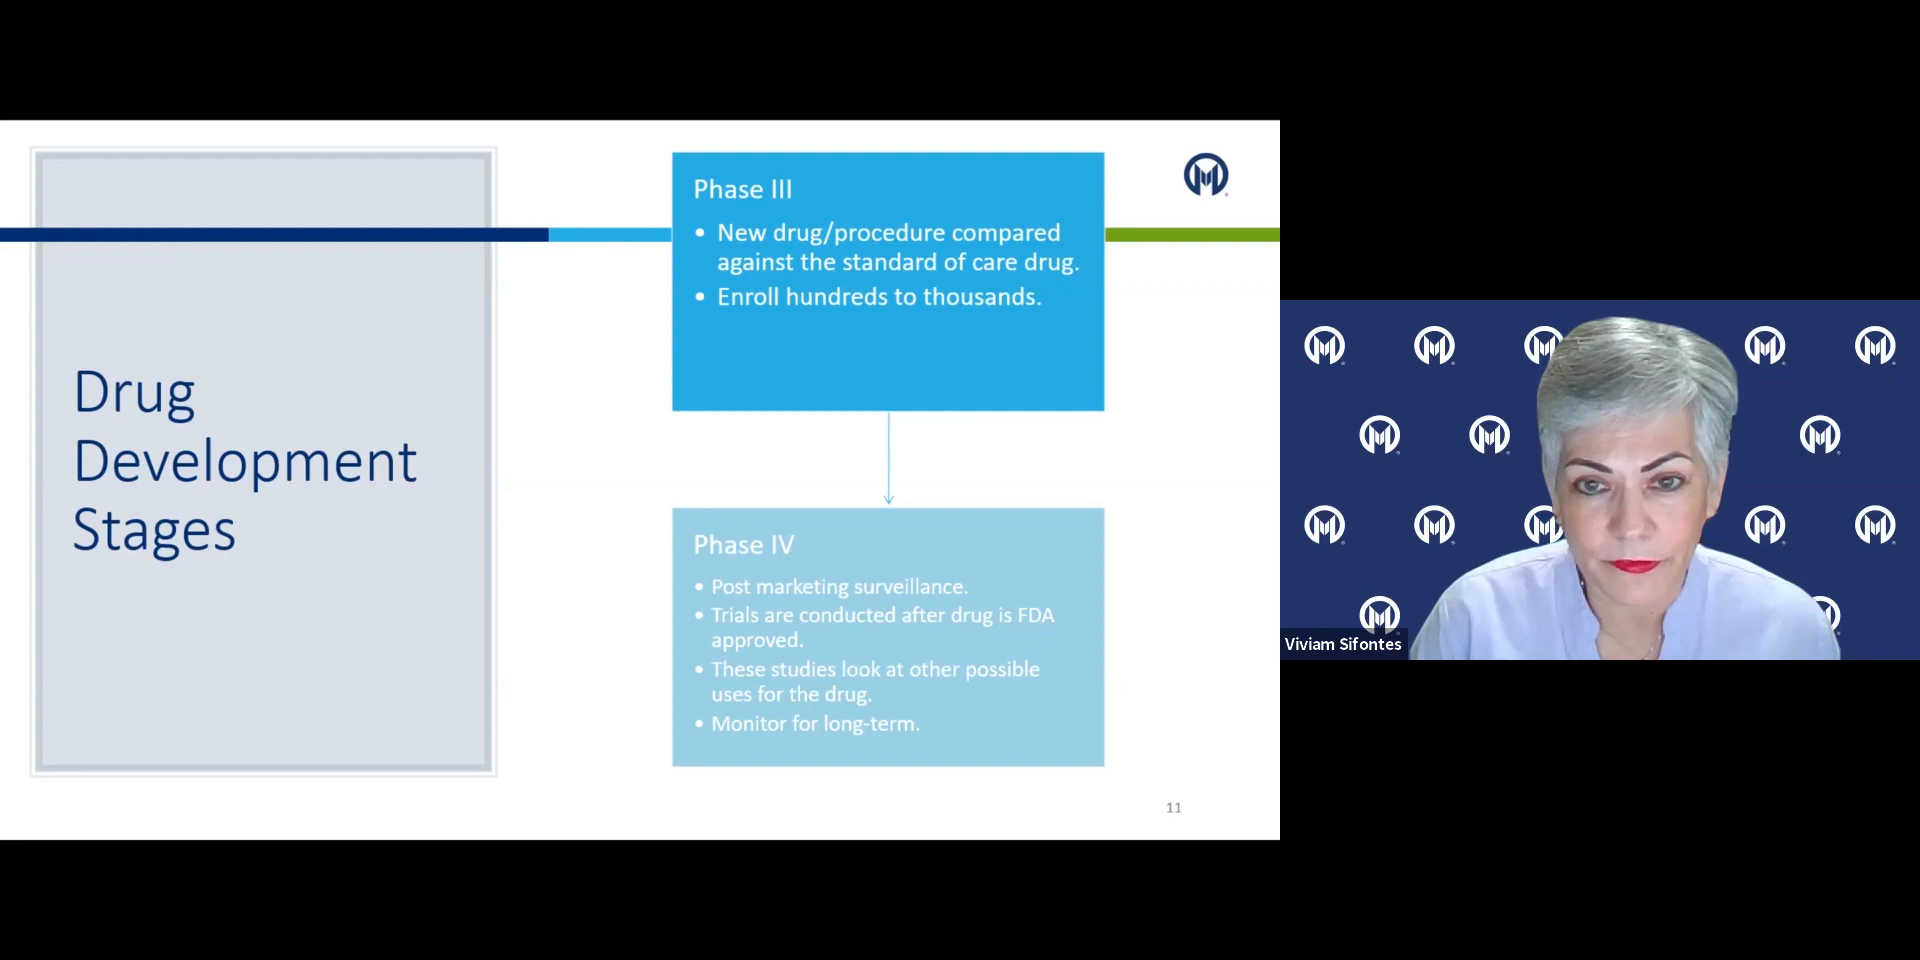 Drug
Development
Stages
Phase III
• New drug/procedure compared
against the standard of care drug.
• Enroll hundreds to thousands.
Phase IV
• Post marketing surveillance.
• Trials are conducted after drug is FDA
approved.
• These studies look at other possible
uses for the drug.
• Monitor for long-term.
11
Viviam Sifontes